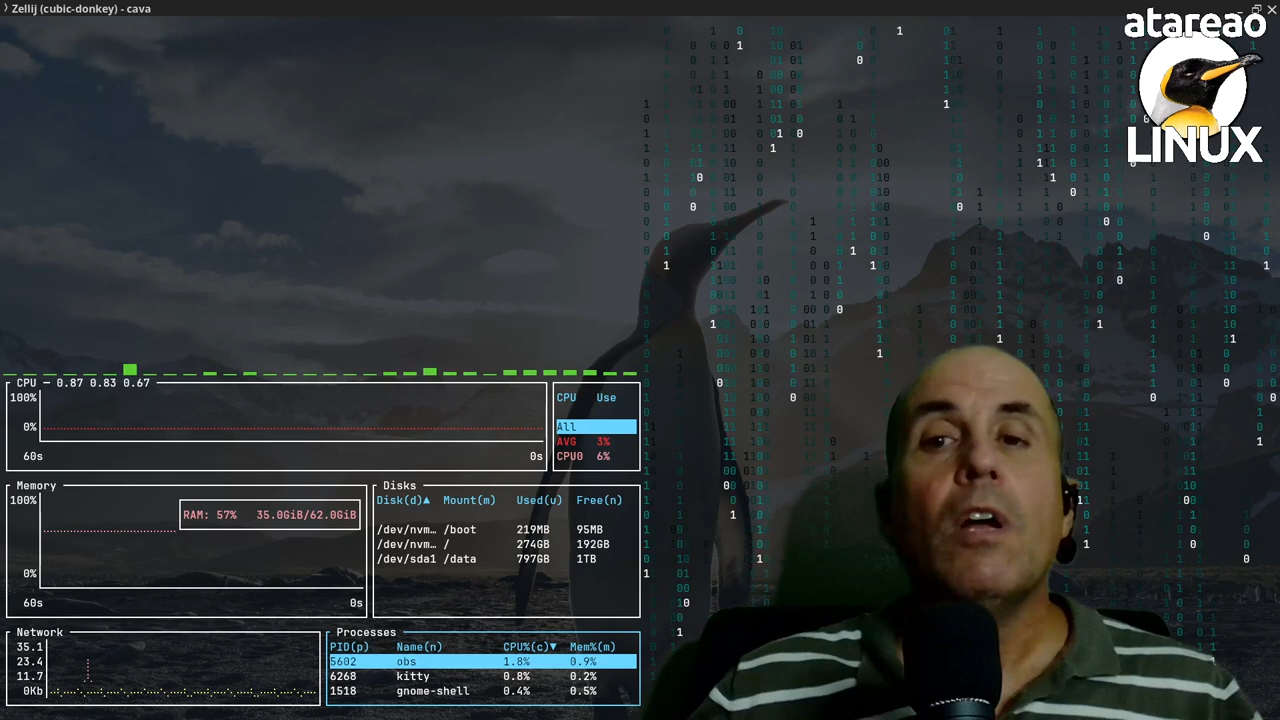 Zellij (cubic-donkey) - cava
atareao
LINUX
CPU 0.87 0.83 0.67
100%
0%
60s 0s
CPU Use
All
AVG 3%
CPU0 6%
Memory
100%
RAM: 57% 35.0GiB/62.0GiB
0%
60s 0s
Disks
Disk(d)▲ Mount(m) Used(u) Free(n)
/dev/nvm… /boot 219MB 95MB
/dev/nvm… / 274GB 192GB
/dev/sda1 /data 797GB 1TB
Network
35.1
23.4
11.7
0Kb
Processes
PID(p) Name(n) CPU%(c)▼ Mem%(m)
5602 obs 1.8% 0.9%
6268 kitty 0.8% 0.2%
1518 gnome-shell 0.4% 0.5%